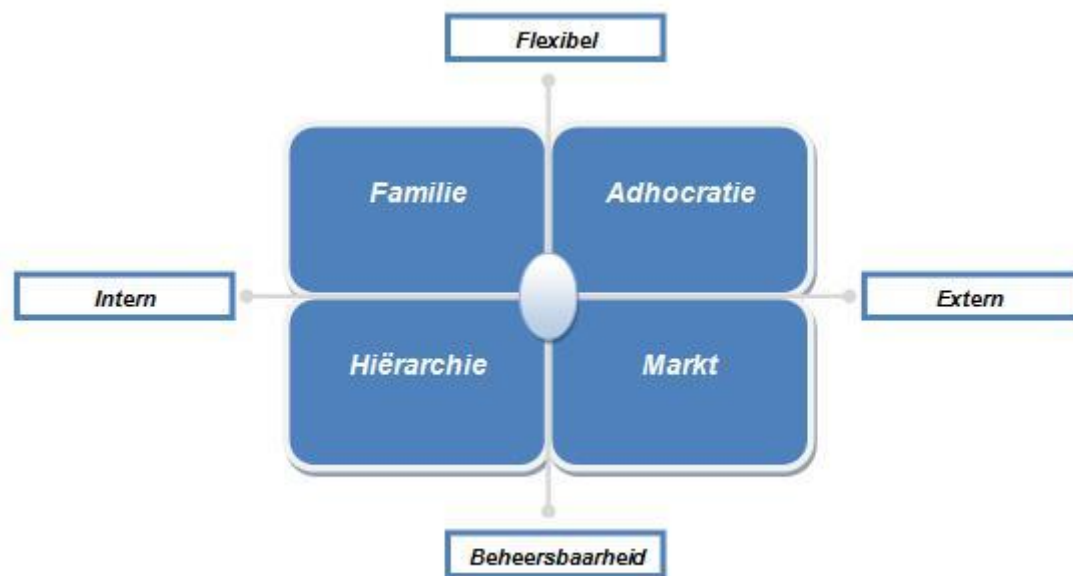 Flexibel
Familie
Adhocratie
Intern
Extern
Hiërarchie
Markt
Beheersbaarheid